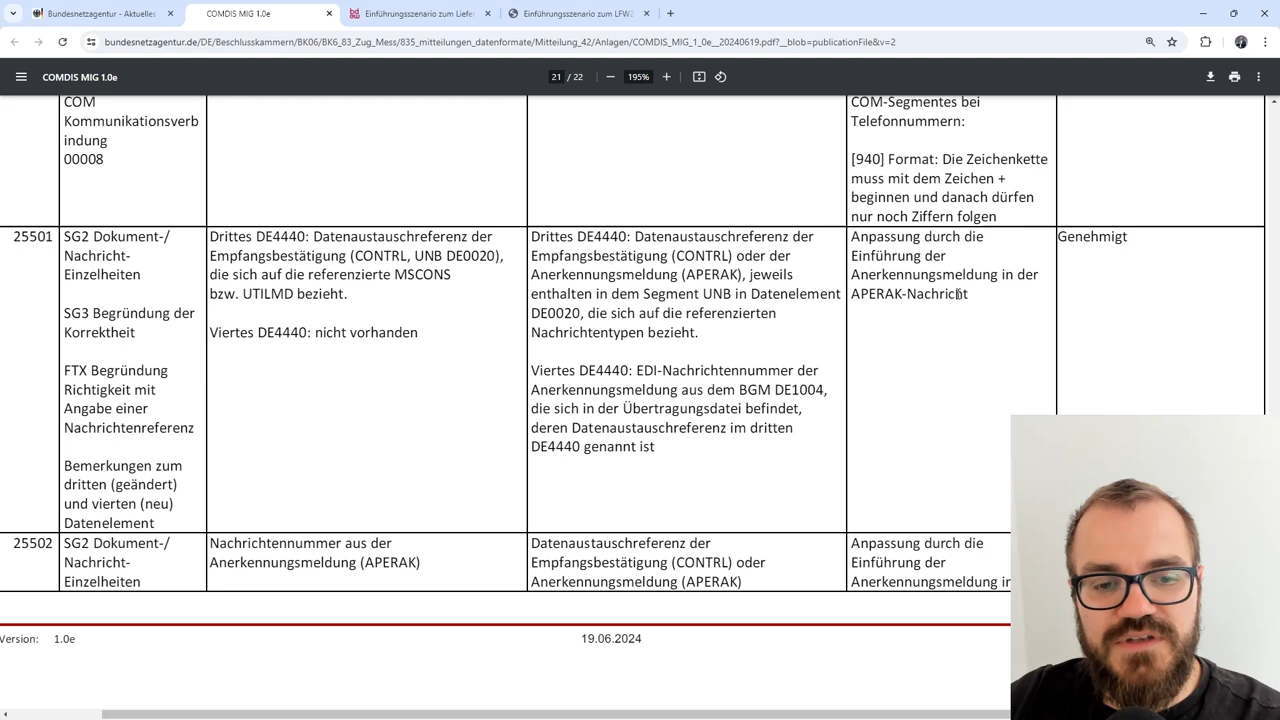 Bundesnetzagentur - Aktuelles
COMDIS MIG 1.0e
Einführungsszenario zum Liefer
Einführungsszenario zum LFW2
bundesnetzagentur.de/DE/Beschlusskammern/BK06/BK6_83_Zug_Mess/835_mitteilungen_datenformate/Mitteilung_42/Anlagen/COMDIS_MIG_1_0e__20240619.pdf?__blob=publicationFile&v=2
COMDIS MIG 1.0e
21 / 22
195%
COM
Kommunikationsverb
indung
00008
COM-Segmentes bei
Telefonnummern:
[940] Format: Die Zeichenkette
muss mit dem Zeichen +
beginnen und danach dürfen
nur noch Ziffern folgen
25501
SG2 Dokument-/
Nachricht-
Einzelheiten
SG3 Begründung der
Korrektheit
FTX Begründung
Richtigkeit mit
Angabe einer
Nachrichtenreferenz
Bemerkungen zum
dritten (geändert)
und vierten (neu)
Datenelement
Drittes DE4440: Datenaustauschreferenz der
Empfangsbestätigung (CONTRL, UNB DE0020),
die sich auf die referenzierte MSCONS
bzw. UTILMD bezieht.
Viertes DE4440: nicht vorhanden
Drittes DE4440: Datenaustauschreferenz der
Empfangsbestätigung (CONTRL) oder der
Anerkennungsmeldung (APERAK), jeweils
enthalten in dem Segment UNB in Datenelement
DE0020, die sich auf die referenzierten
Nachrichtentypen bezieht.
Viertes DE4440: EDI-Nachrichtennummer der
Anerkennungsmeldung aus dem BGM DE1004,
die sich in der Übertragungsdatei befindet,
deren Datenaustauschreferenz im dritten
DE4440 genannt ist
Anpassung durch die
Einführung der
Anerkennungsmeldung in der
APERAK-Nachricht
Genehmigt
25502
SG2 Dokument-/
Nachricht-
Einzelheiten
Nachrichtennummer aus der
Anerkennungsmeldung (APERAK)
Datenaustauschreferenz der
Empfangsbestätigung (CONTRL) oder
Anerkennungsmeldung (APERAK)
Anpassung durch die
Einführung der
Anerkennungsmeldung in
Version: 1.0e
19.06.2024